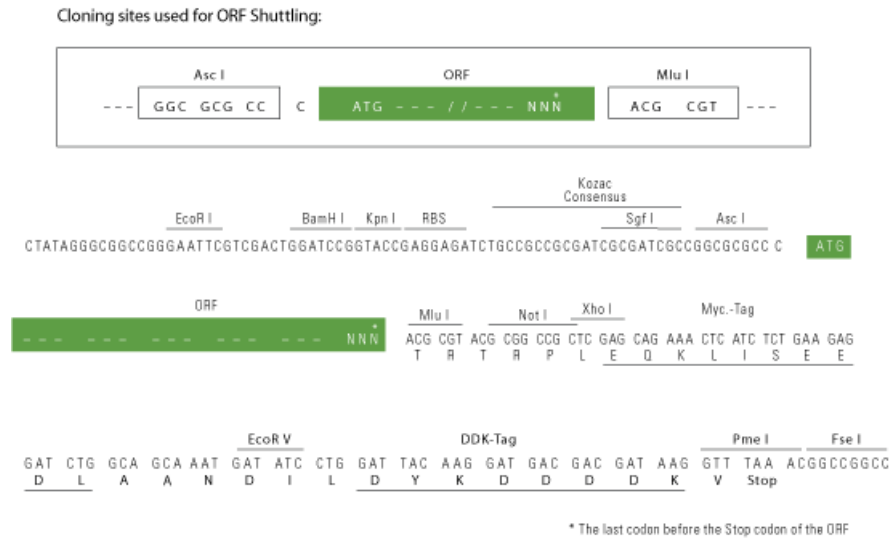 Cloning sites used for ORF Shuttling:
Asc I ORF Mlu I
--- GGC GCG CC C ATG --- // --- NNN* ACG CGT ---
Kozac
Consensus
EcoR I BamH I Kpn I RBS Sgf I Asc I
CTATAGGGCGGCCGGGAATTCGTCGACTGGATCCGGTACCGAGGAGATCTGCCGCCGCGATCGCGATCGCCGGCGCGCC C ATG
ORF Mlu I Not I Xho I Myc.-Tag
--- --- --- --- --- --- NNN* ACG CGT ACG CGG CCG CTC GAG CAG AAA CTC ATC TCT GAA GAG
T R T R P L E Q K L I S E E
EcoR V DDK-Tag Pme I Fse I
GAT CTG GCA GCA AAT GAT ATC CTG GAT TAC AAG GAT GAC GAC GAT AAG GTT TAA ACGGCCGGCC
D L A A N D I L D Y K D D D D K V Stop
* The last codon before the Stop codon of the ORF